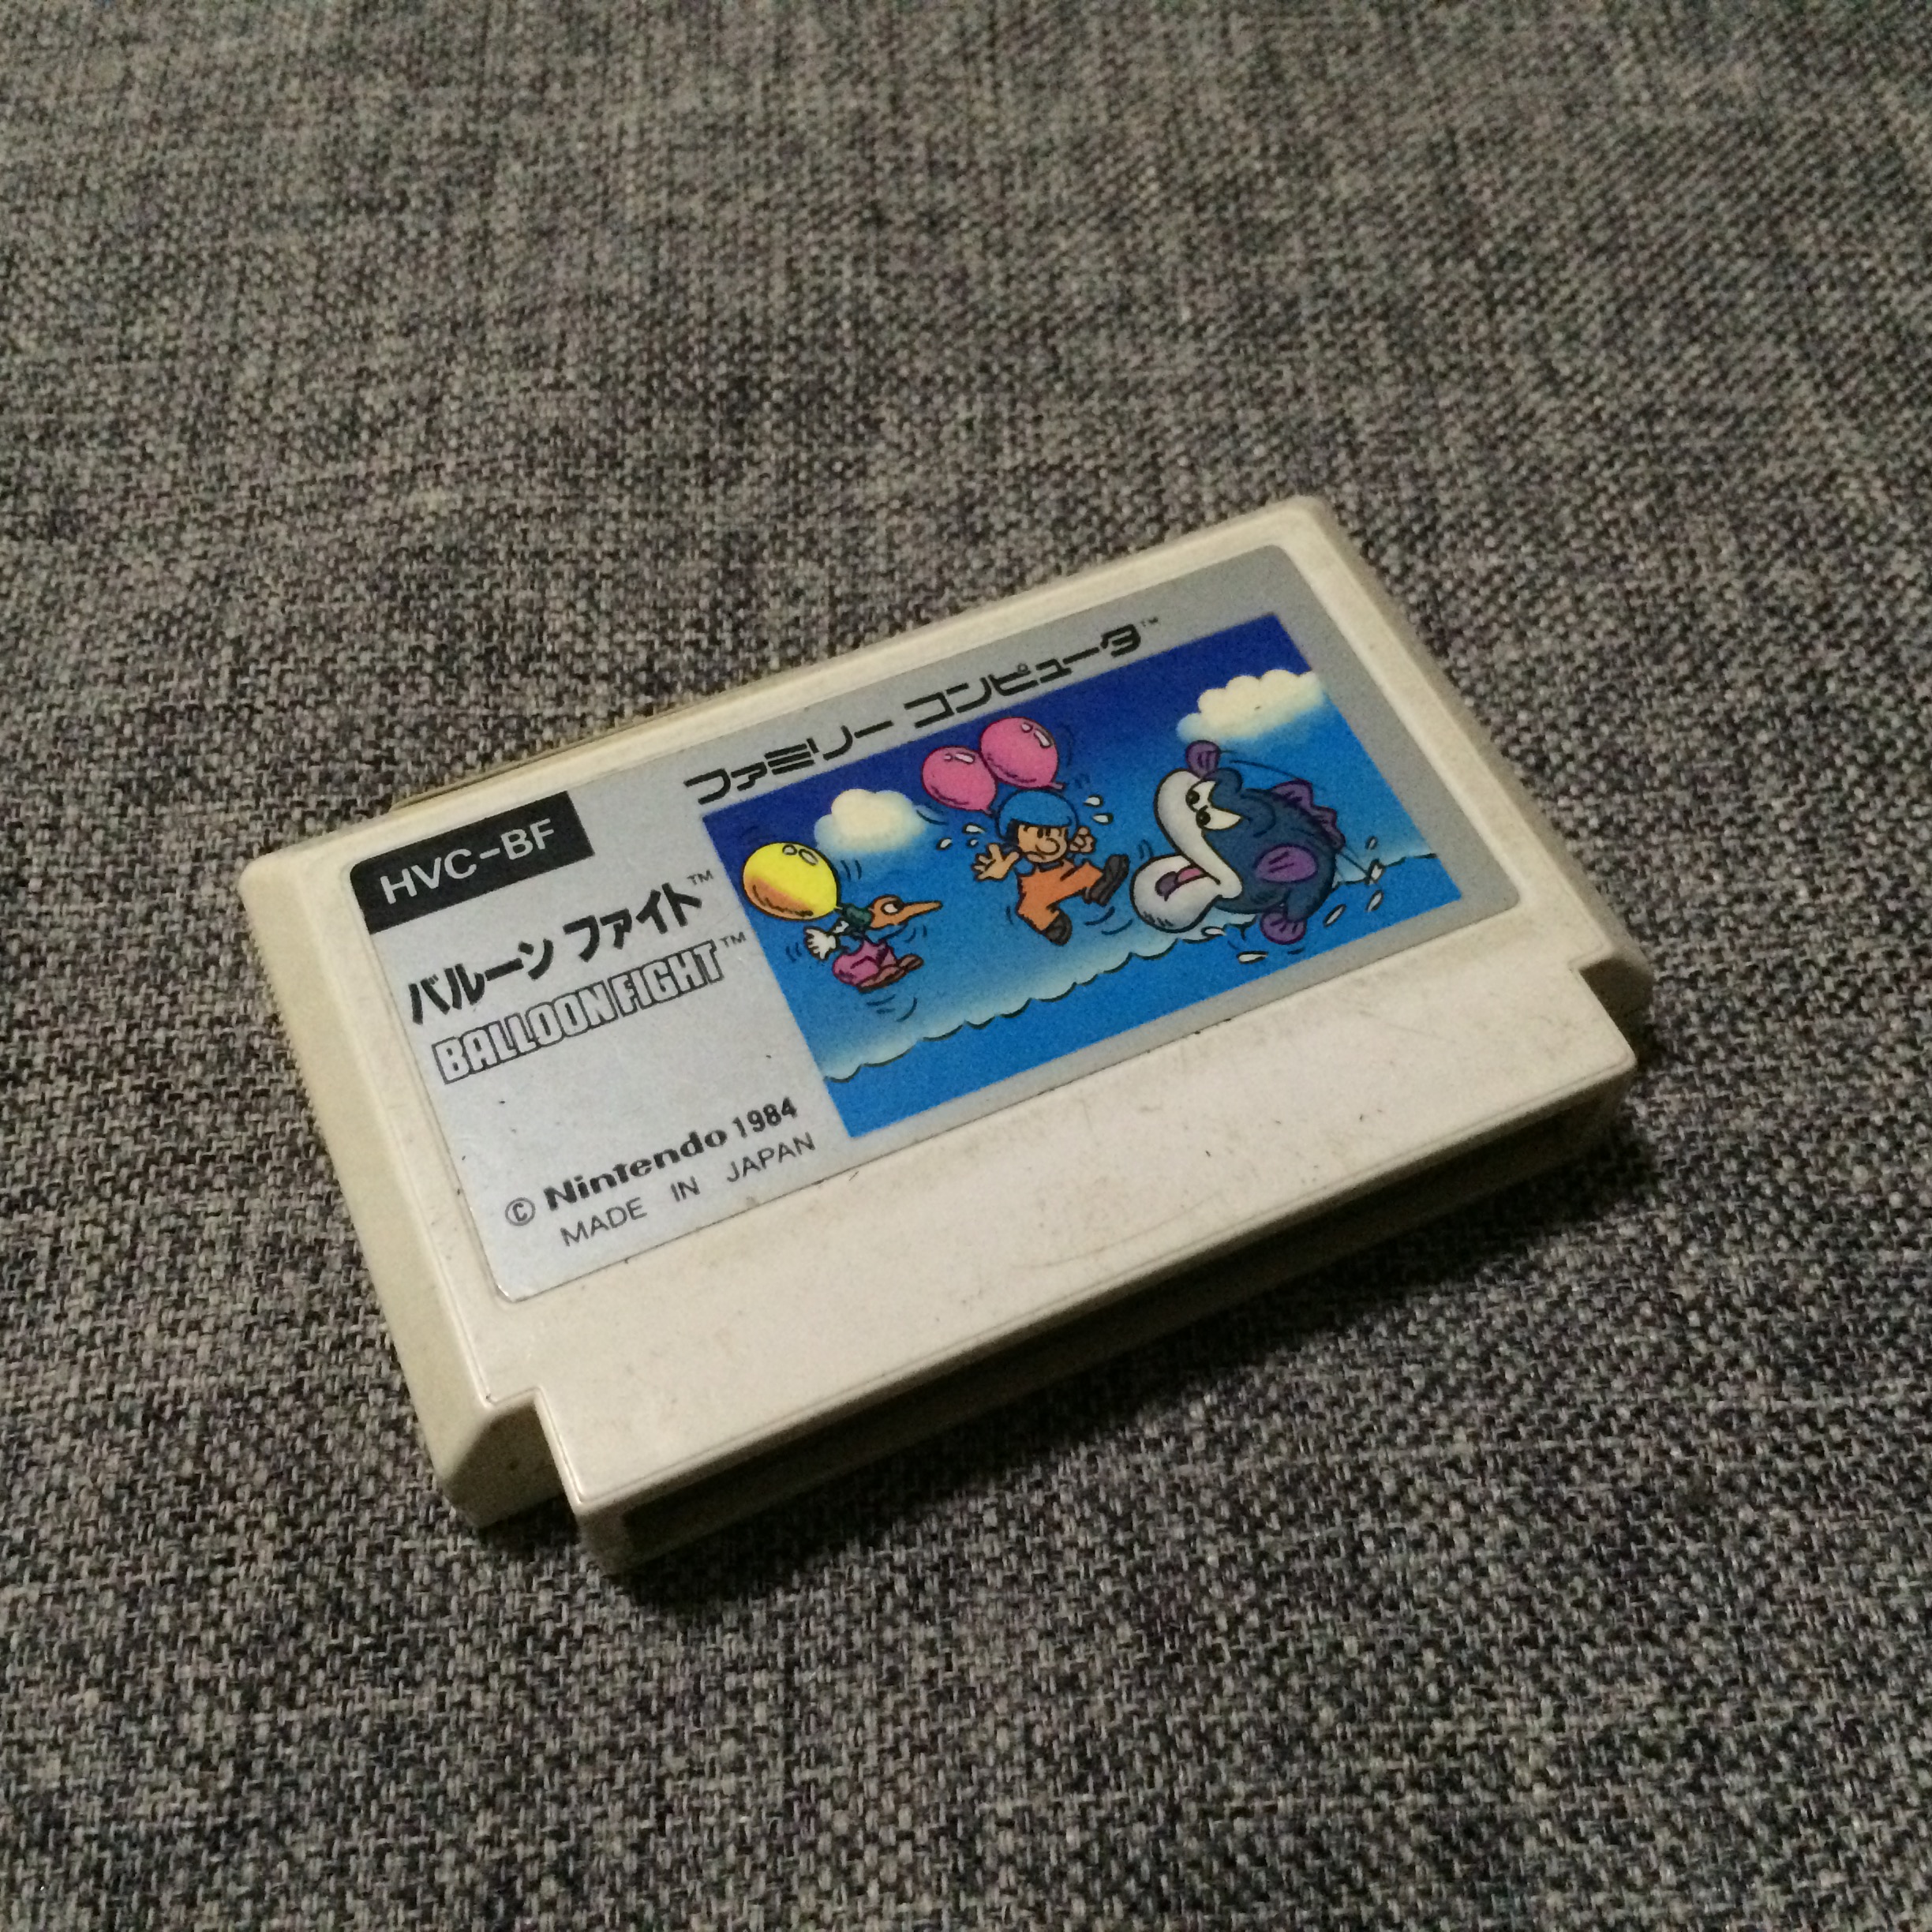 ファミリー コンピュータ™
HVC-BF
バルーン ファイト™
BALLOON FIGHT™
© Nintendo 1984
MADE IN JAPAN